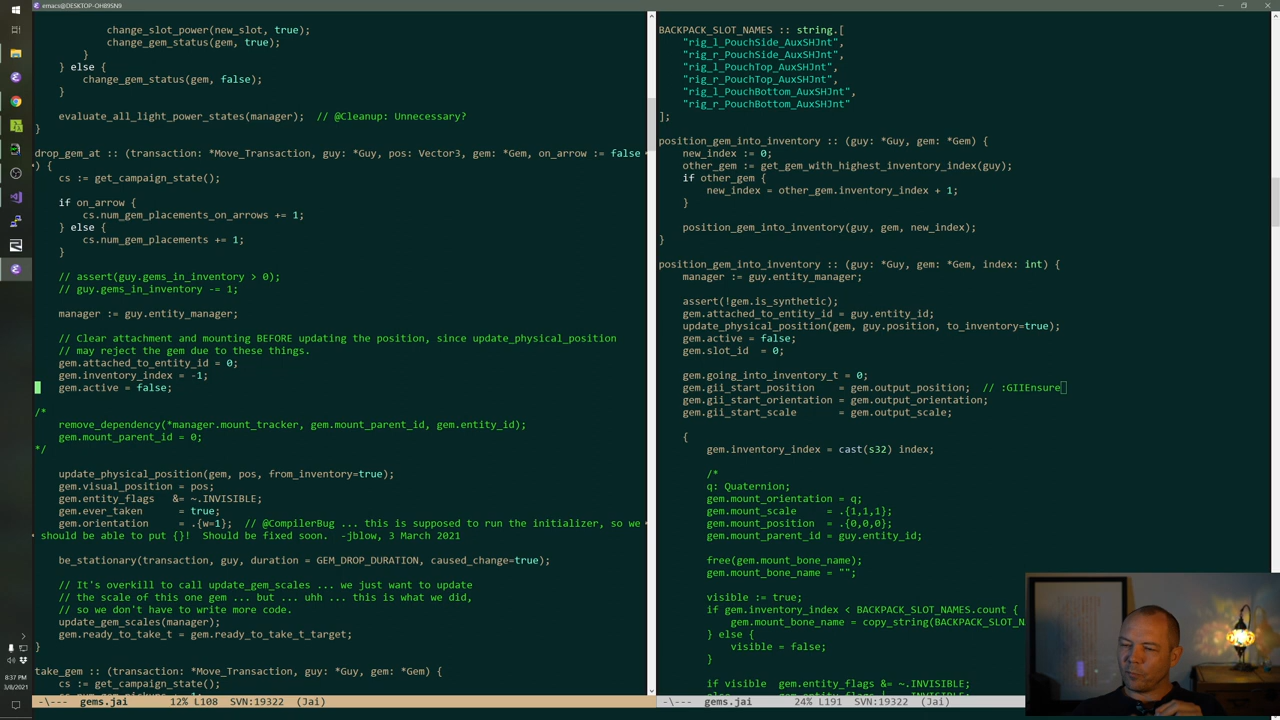 emacs@DESKTOP-OH89SN9
change_slot_power(new_slot, true);
change_gem_status(gem, true);
}
} else {
change_gem_status(gem, false);
}
evaluate_all_light_power_states(manager);  // @Cleanup: Unnecessary?
}
drop_gem_at :: (transaction: *Move_Transaction, guy: *Guy, pos: Vector3, gem: *Gem, on_arrow := false
) {
cs := get_campaign_state();
if on_arrow {
cs.num_gem_placements_on_arrows += 1;
} else {
cs.num_gem_placements += 1;
}
// assert(guy.gems_in_inventory > 0);
// guy.gems_in_inventory -= 1;
manager := guy.entity_manager;
// Clear attachment and mounting BEFORE updating the position, since update_physical_position
// may reject the gem due to these things.
gem.attached_to_entity_id = 0;
gem.inventory_index = -1;
gem.active = false;
/*
remove_dependency(*manager.mount_tracker, gem.mount_parent_id, gem.entity_id);
gem.mount_parent_id = 0;
*/
update_physical_position(gem, pos, from_inventory=true);
gem.visual_position = pos;
gem.entity_flags   &= ~.INVISIBLE;
gem.ever_taken      = true;
gem.orientation     = .{w=1};  // @CompilerBug ... this is supposed to run the initializer, so we
should be able to put {}!  Should be fixed soon.  -jblow, 3 March 2021
be_stationary(transaction, guy, duration = GEM_DROP_DURATION, caused_change=true);
// It's overkill to call update_gem_scales ... we just want to update
// the scale of this one gem ... but ... uhh ... this is what we did,
// so we don't have to write more code.
update_gem_scales(manager);
gem.ready_to_take_t = gem.ready_to_take_t_target;
}
take_gem :: (transaction: *Move_Transaction, guy: *Guy, gem: *Gem) {
cs := get_campaign_state();
cs.num_gem_pickups += 1;
-\---  gems.jai       12% L108   SVN:19322  (Jai)
BACKPACK_SLOT_NAMES :: string.[
"rig_l_PouchSide_AuxSHJnt",
"rig_r_PouchSide_AuxSHJnt",
"rig_l_PouchTop_AuxSHJnt",
"rig_r_PouchTop_AuxSHJnt",
"rig_l_PouchBottom_AuxSHJnt",
"rig_r_PouchBottom_AuxSHJnt"
];
position_gem_into_inventory :: (guy: *Guy, gem: *Gem) {
new_index := 0;
other_gem := get_gem_with_highest_inventory_index(guy);
if other_gem {
new_index = other_gem.inventory_index + 1;
}
position_gem_into_inventory(guy, gem, new_index);
}
position_gem_into_inventory :: (guy: *Guy, gem: *Gem, index: int) {
manager := guy.entity_manager;
assert(!gem.is_synthetic);
gem.attached_to_entity_id = guy.entity_id;
update_physical_position(gem, guy.position, to_inventory=true);
gem.active = false;
gem.slot_id  = 0;
gem.going_into_inventory_t = 0;
gem.gii_start_position    = gem.output_position;  // :GIIEnsure
gem.gii_start_orientation = gem.output_orientation;
gem.gii_start_scale       = gem.output_scale;
{
gem.inventory_index = cast(s32) index;
/*
q: Quaternion;
gem.mount_orientation = q;
gem.mount_scale     = .{1,1,1};
gem.mount_position  = .{0,0,0};
gem.mount_parent_id = guy.entity_id;
free(gem.mount_bone_name);
gem.mount_bone_name = "";
visible := true;
if gem.inventory_index < BACKPACK_SLOT_NAMES.count {
gem.mount_bone_name = copy_string(BACKPACK_SLOT_N
} else {
visible = false;
}
if visible  gem.entity_flags &= ~.INVISIBLE;
-\---  gems.jai       24% L191   SVN:19322  (Jai)
8:37 PM
3/8/2021